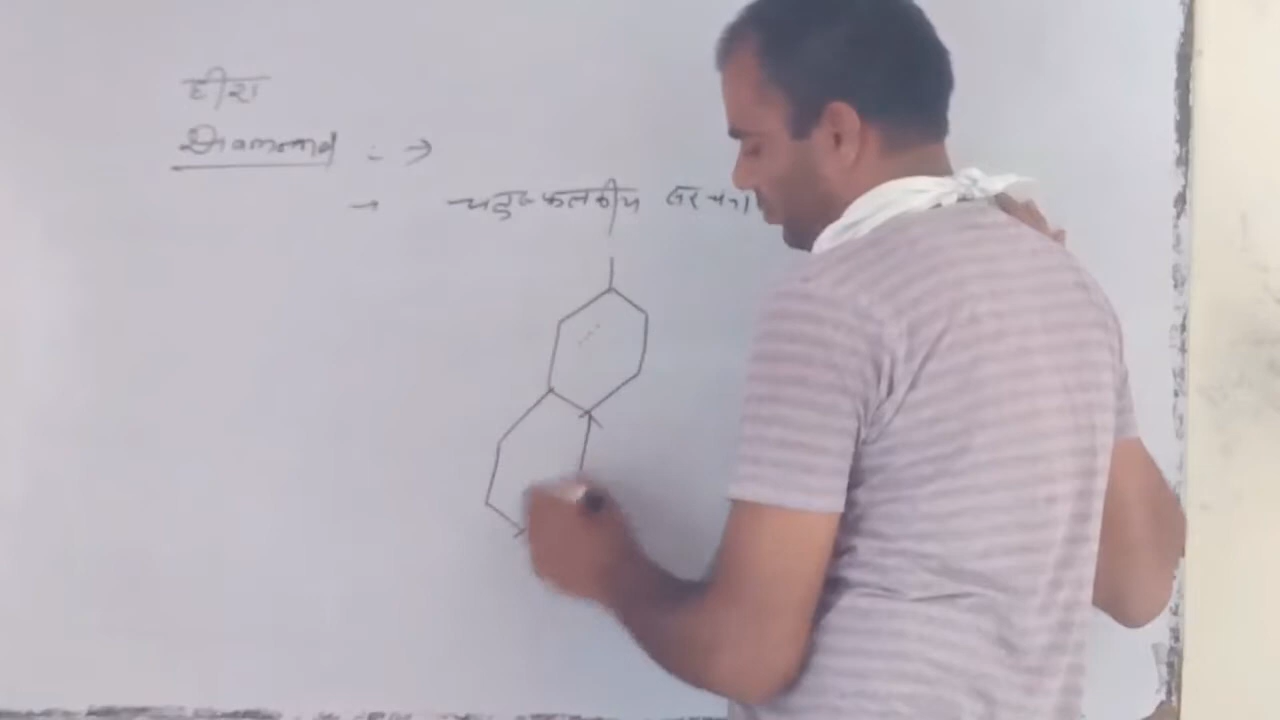 हीरा
Diamond :- →
→ चतुष्फलकीय संरचना